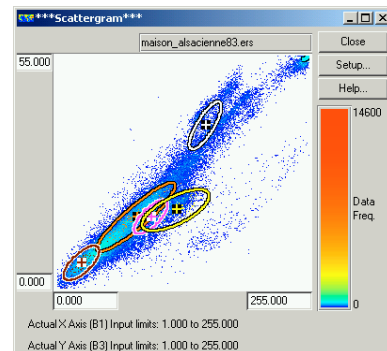 ***Scattergram***
maison_alsacienne83.ers
Close
Setup...
Help...
55.000
0.000
0.000
255.000
14600
Data
Freq.
0
Actual X Axis (B1) Input limits: 1.000 to 255.000
Actual Y Axis (B3) Input limits: 1.000 to 255.000